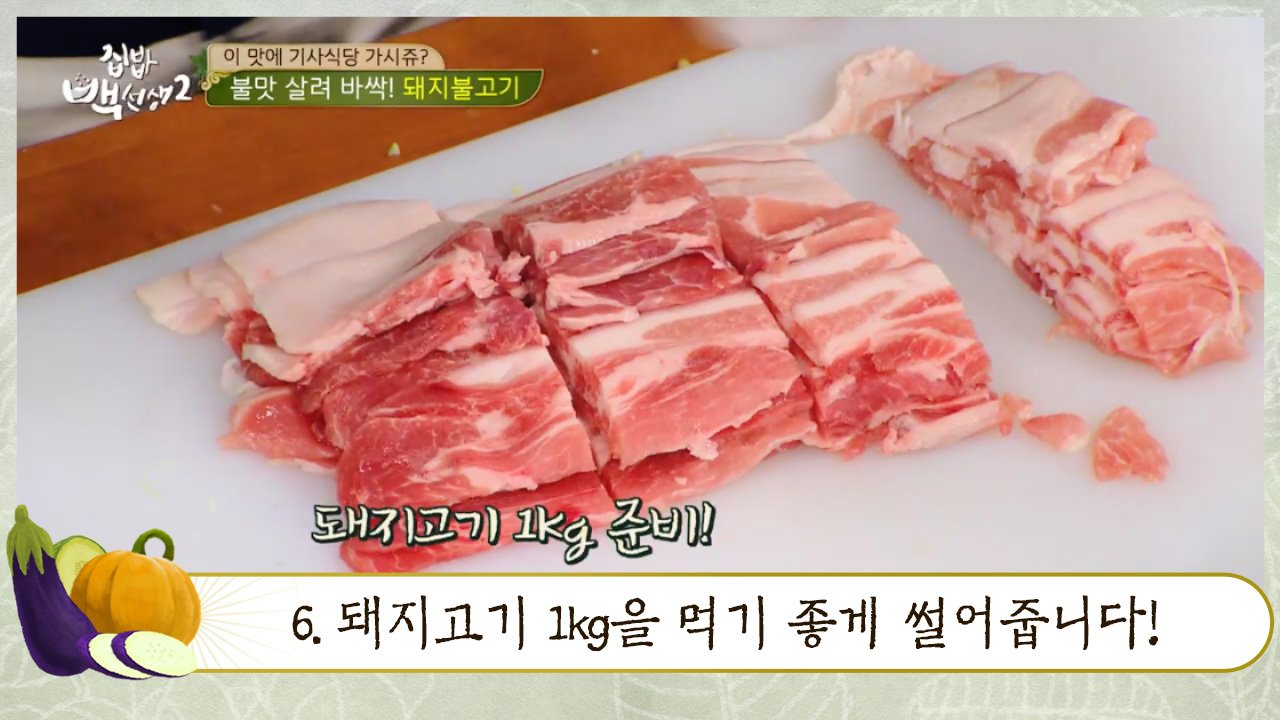 집밥
백선생2
이 맛에 기사식당 가시쥬?
불맛 살려 바싹! 돼지불고기
돼지고기 1kg 준비!
6. 돼지고기 1kg을 먹기 좋게 썰어줍니다!